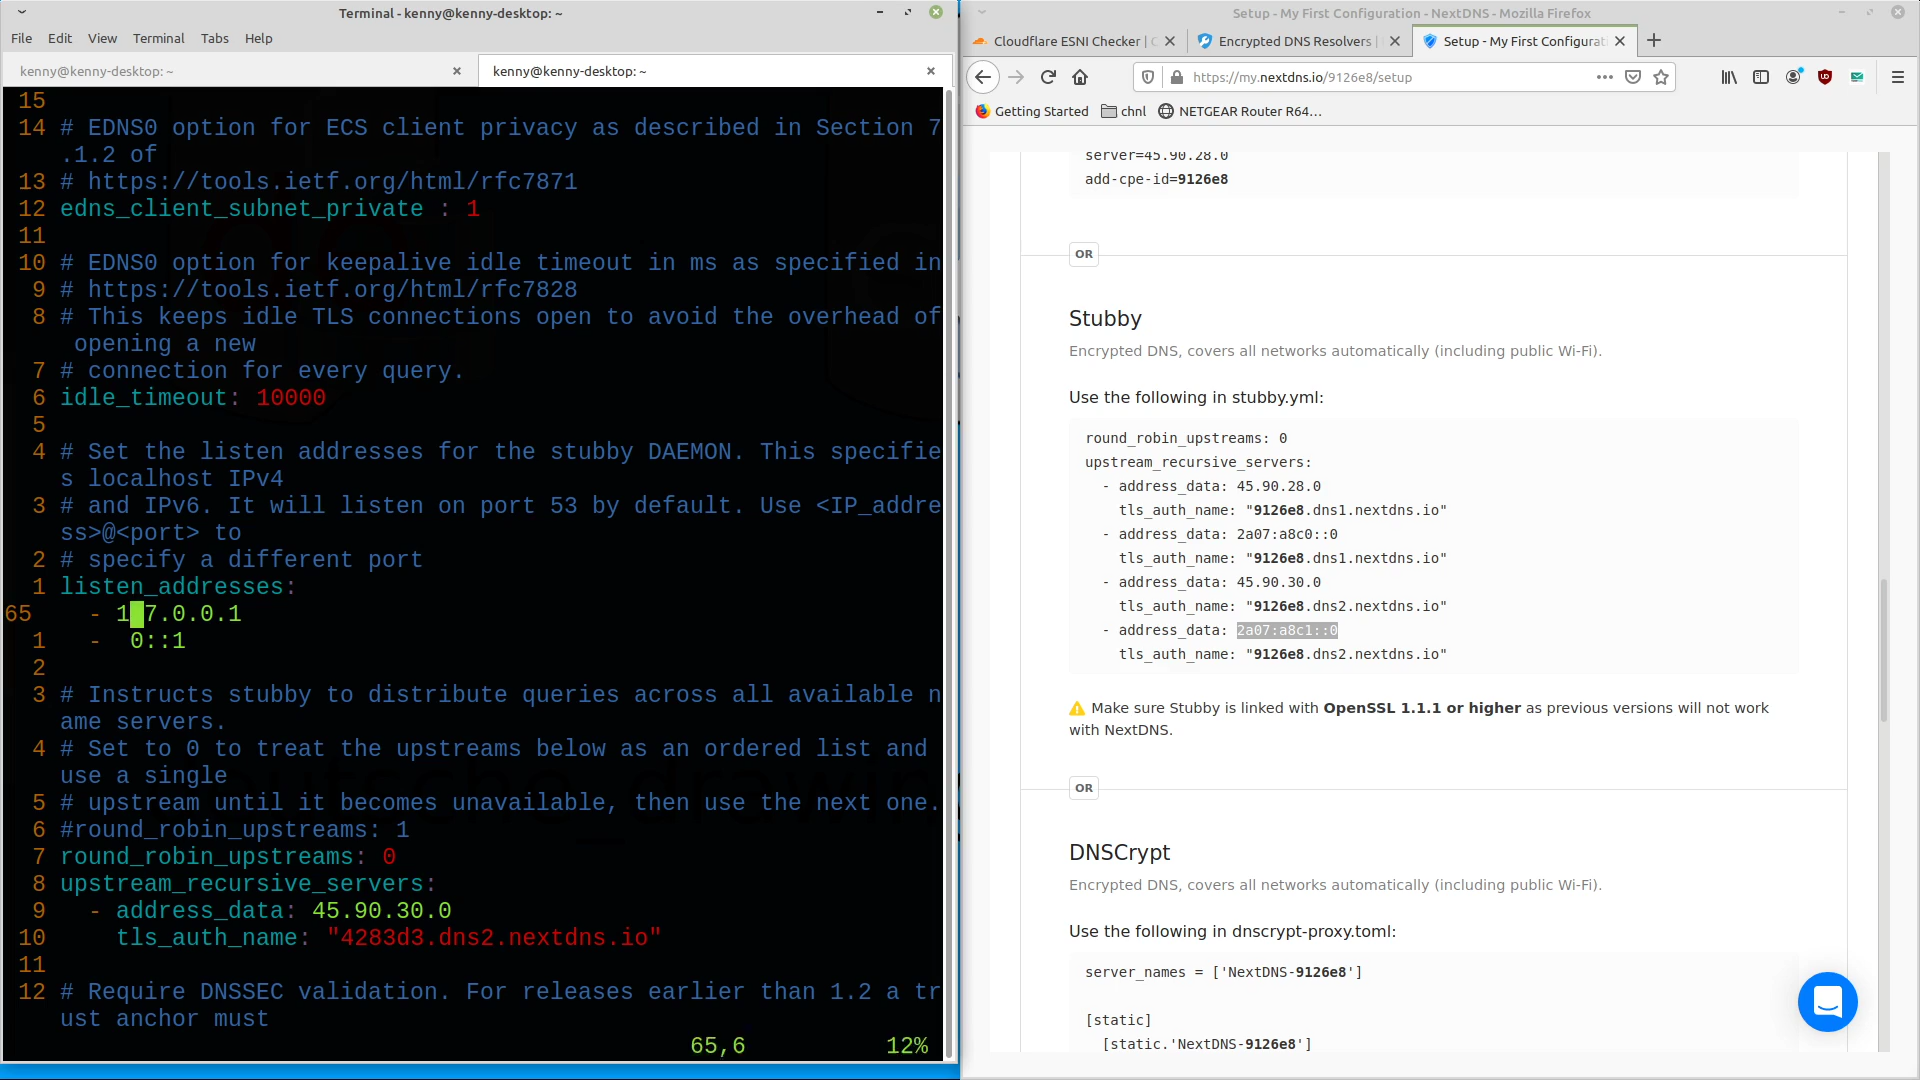 Terminal - kenny@kenny-desktop: ~
File Edit View Terminal Tabs Help
kenny@kenny-desktop: ~
kenny@kenny-desktop: ~
15
14 # EDNS0 option for ECS client privacy as described in Section 7
.1.2 of
13 # https://tools.ietf.org/html/rfc7871
12 edns_client_subnet_private : 1
11
10 # EDNS0 option for keepalive idle timeout in ms as specified in
9 # https://tools.ietf.org/html/rfc7828
8 # This keeps idle TLS connections open to avoid the overhead of
opening a new
7 # connection for every query.
6 idle_timeout: 10000
5
4 # Set the listen addresses for the stubby DAEMON. This specifie
s localhost IPv4
3 # and IPv6. It will listen on port 53 by default. Use <IP_addre
ss>@<port> to
2 # specify a different port
1 listen_addresses:
65 - 1 7.0.0.1
1 - 0::1
2
3 # Instructs stubby to distribute queries across all available n
ame servers.
4 # Set to 0 to treat the upstreams below as an ordered list and
use a single
5 # upstream until it becomes unavailable, then use the next one.
6 #round_robin_upstreams: 1
7 round_robin_upstreams: 0
8 upstream_recursive_servers:
9 - address_data: 45.90.30.0
10 tls_auth_name: "4283d3.dns2.nextdns.io"
11
12 # Require DNSSEC validation. For releases earlier than 1.2 a tr
ust anchor must
65,6 12%
Setup - My First Configuration - NextDNS - Mozilla Firefox
Cloudflare ESNI Checker |
Encrypted DNS Resolvers |
Setup - My First Configurati
https://my.nextdns.io/9126e8/setup
Getting Started chnl NETGEAR Router R64...
server=45.90.28.0
add-cpe-id=9126e8
OR
Stubby
Encrypted DNS, covers all networks automatically (including public Wi-Fi).
Use the following in stubby.yml:
round_robin_upstreams: 0
upstream_recursive_servers:
- address_data: 45.90.28.0
tls_auth_name: "9126e8.dns1.nextdns.io"
- address_data: 2a07:a8c0::0
tls_auth_name: "9126e8.dns1.nextdns.io"
- address_data: 45.90.30.0
tls_auth_name: "9126e8.dns2.nextdns.io"
- address_data: 2a07:a8c1::0
tls_auth_name: "9126e8.dns2.nextdns.io"
Make sure Stubby is linked with OpenSSL 1.1.1 or higher as previous versions will not work
with NextDNS.
OR
DNSCrypt
Encrypted DNS, covers all networks automatically (including public Wi-Fi).
Use the following in dnscrypt-proxy.toml:
server_names = ['NextDNS-9126e8']
[static]
[static.'NextDNS-9126e8']